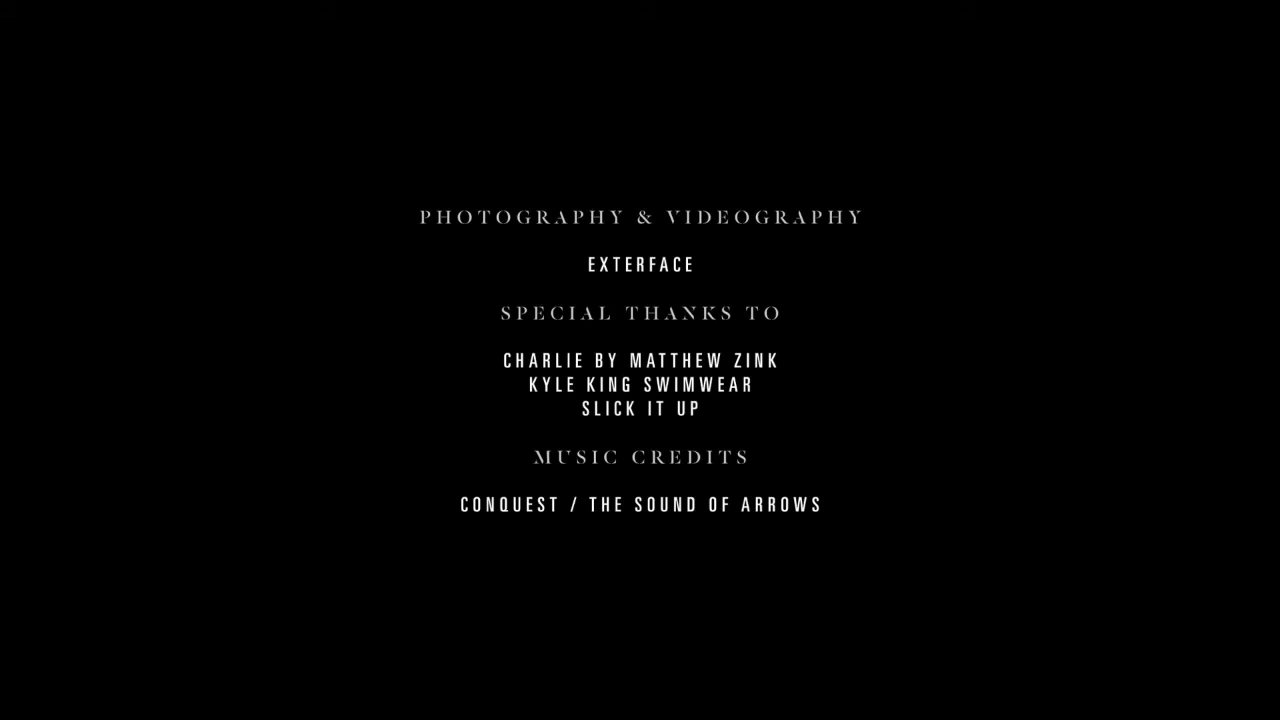 PHOTOGRAPHY & VIDEOGRAPHY
EXTERFACE
SPECIAL THANKS TO
CHARLIE BY MATTHEW ZINK
KYLE KING SWIMWEAR
SLICK IT UP
MUSIC CREDITS
CONQUEST / THE SOUND OF ARROWS